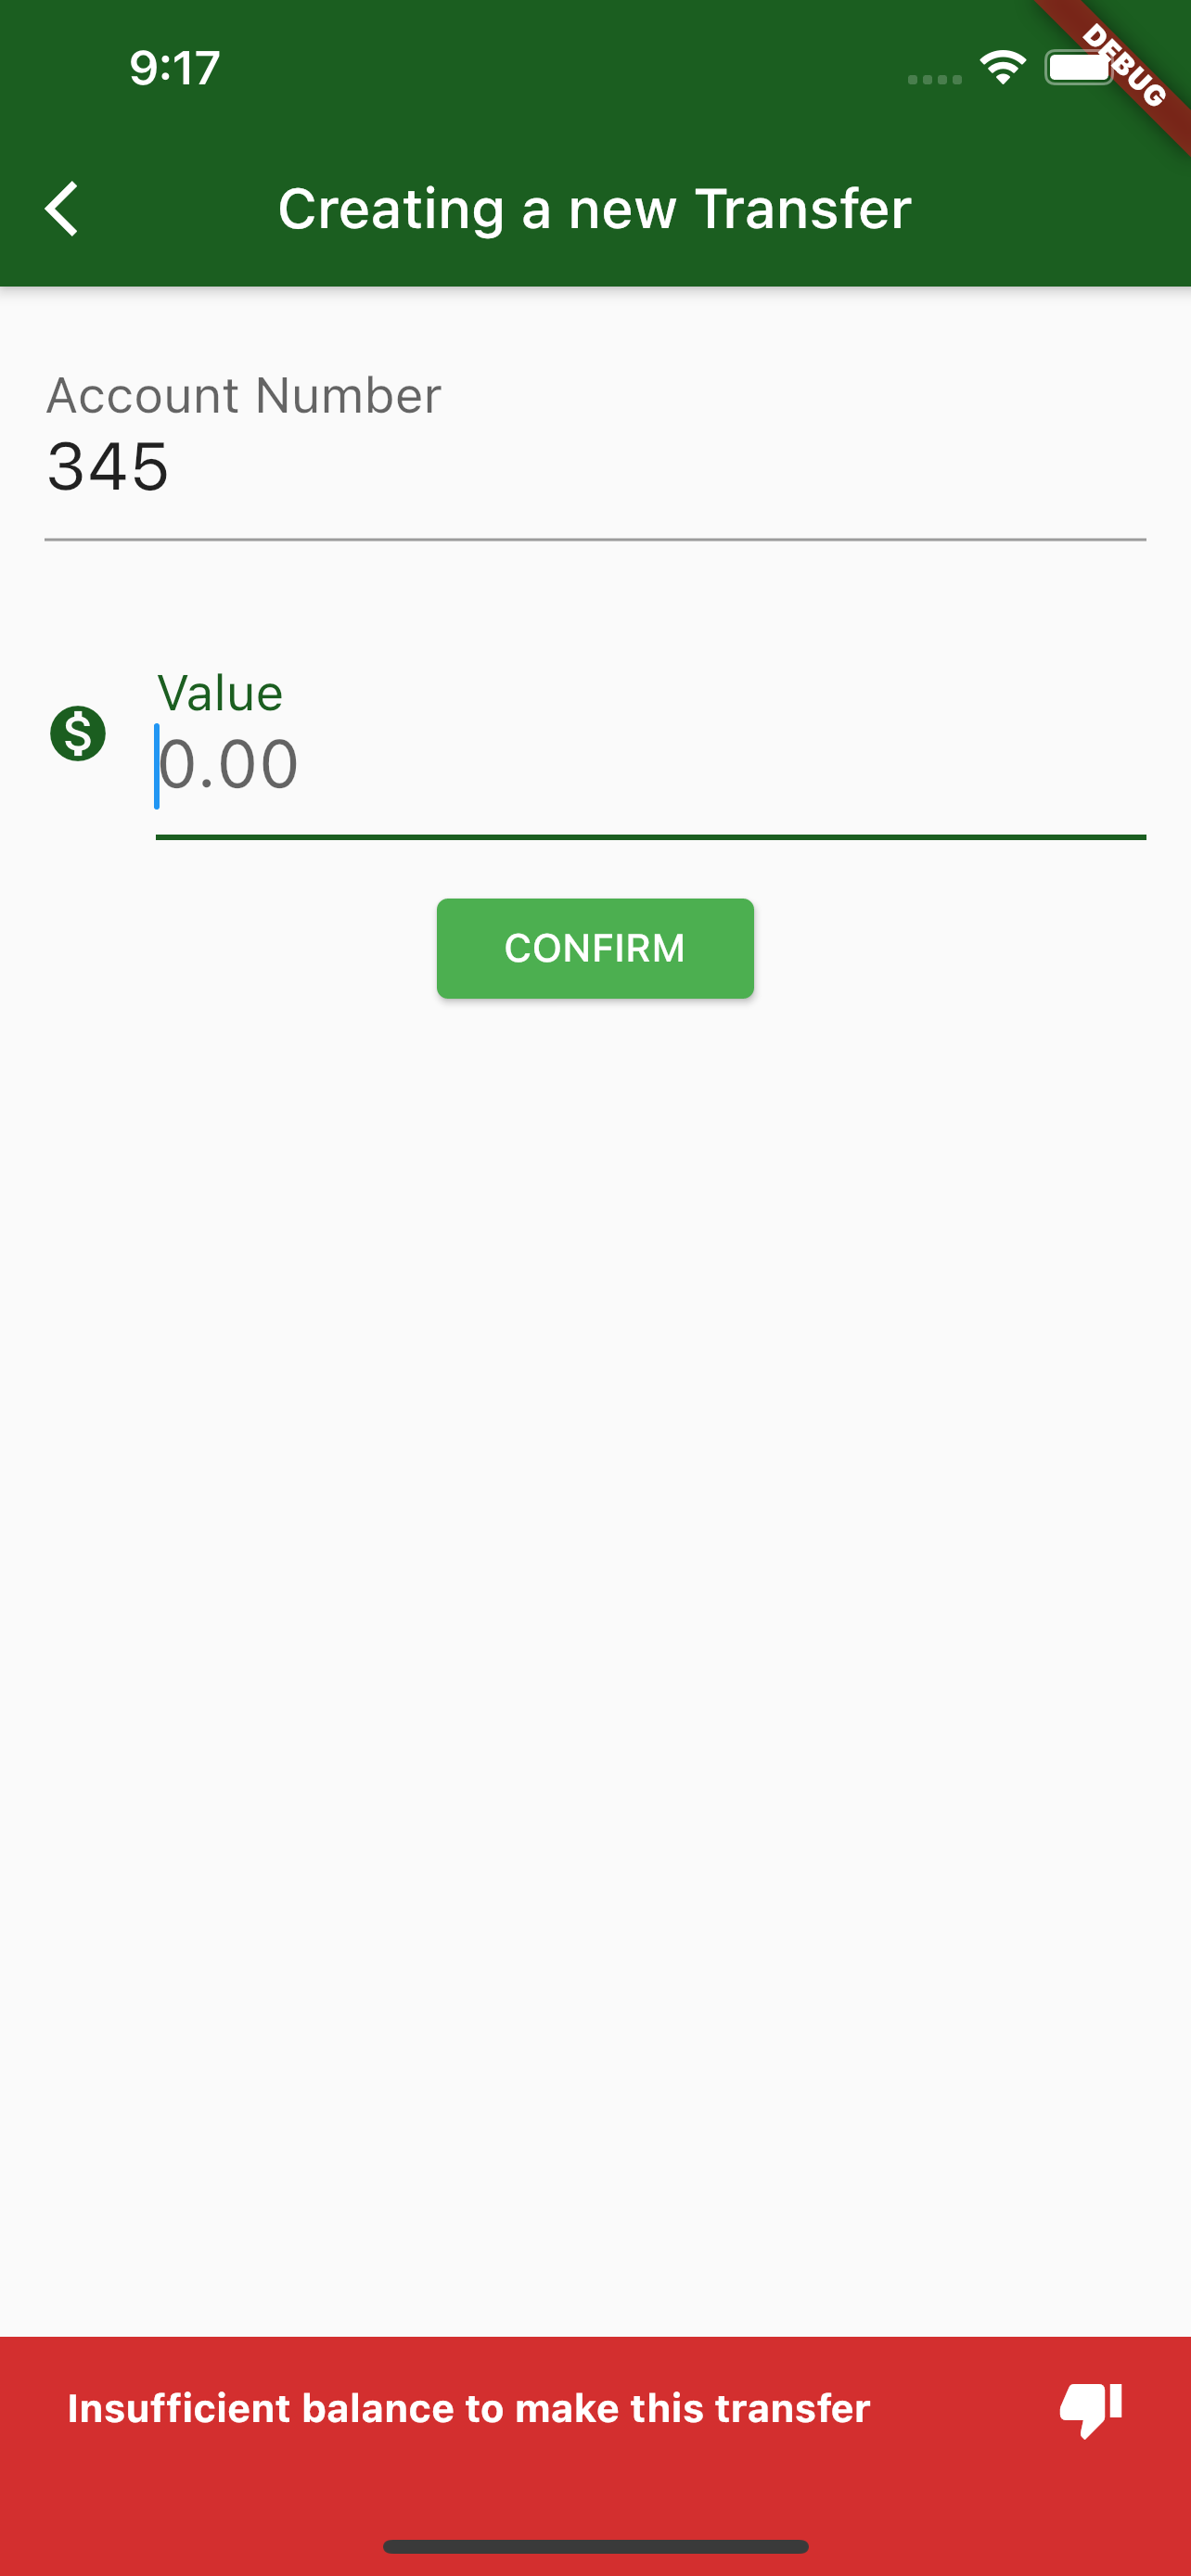 9:17
DEBUG
Creating a new Transfer
Account Number
345
Value
$
0.00
CONFIRM
Insufficient balance to make this transfer